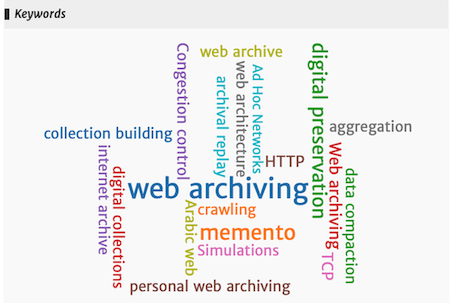 Keywords
web archive
Congestion control
web architecture
Ad Hoc Networks
archival replay
digital preservation
collection building
aggregation
HTTP
internet archive
digital collections
web archiving
Web archiving
data compaction
Arabic web
crawling
memento
Simulations
TCP
personal web archiving